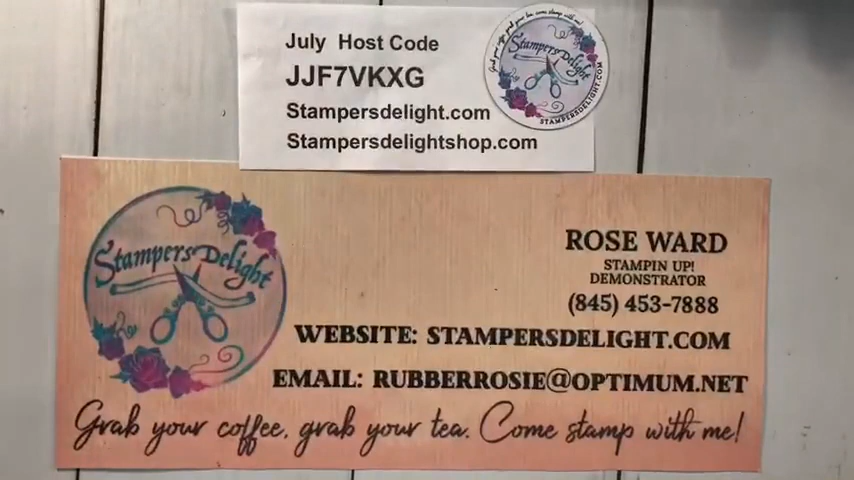 July Host Code
JJF7VKXG
Stampersdelight.com
Stampersdelightshop.com
Stampers Delight
STAMPERSDELIGHT.COM
Stampers Delight
ROSE WARD
STAMPIN UP!
DEMONSTRATOR
(845) 453-7888
WEBSITE: STAMPERSDELIGHT.COM
EMAIL: RUBBERROSIE@OPTIMUM.NET
Grab your coffee, grab your tea. Come stamp with me!